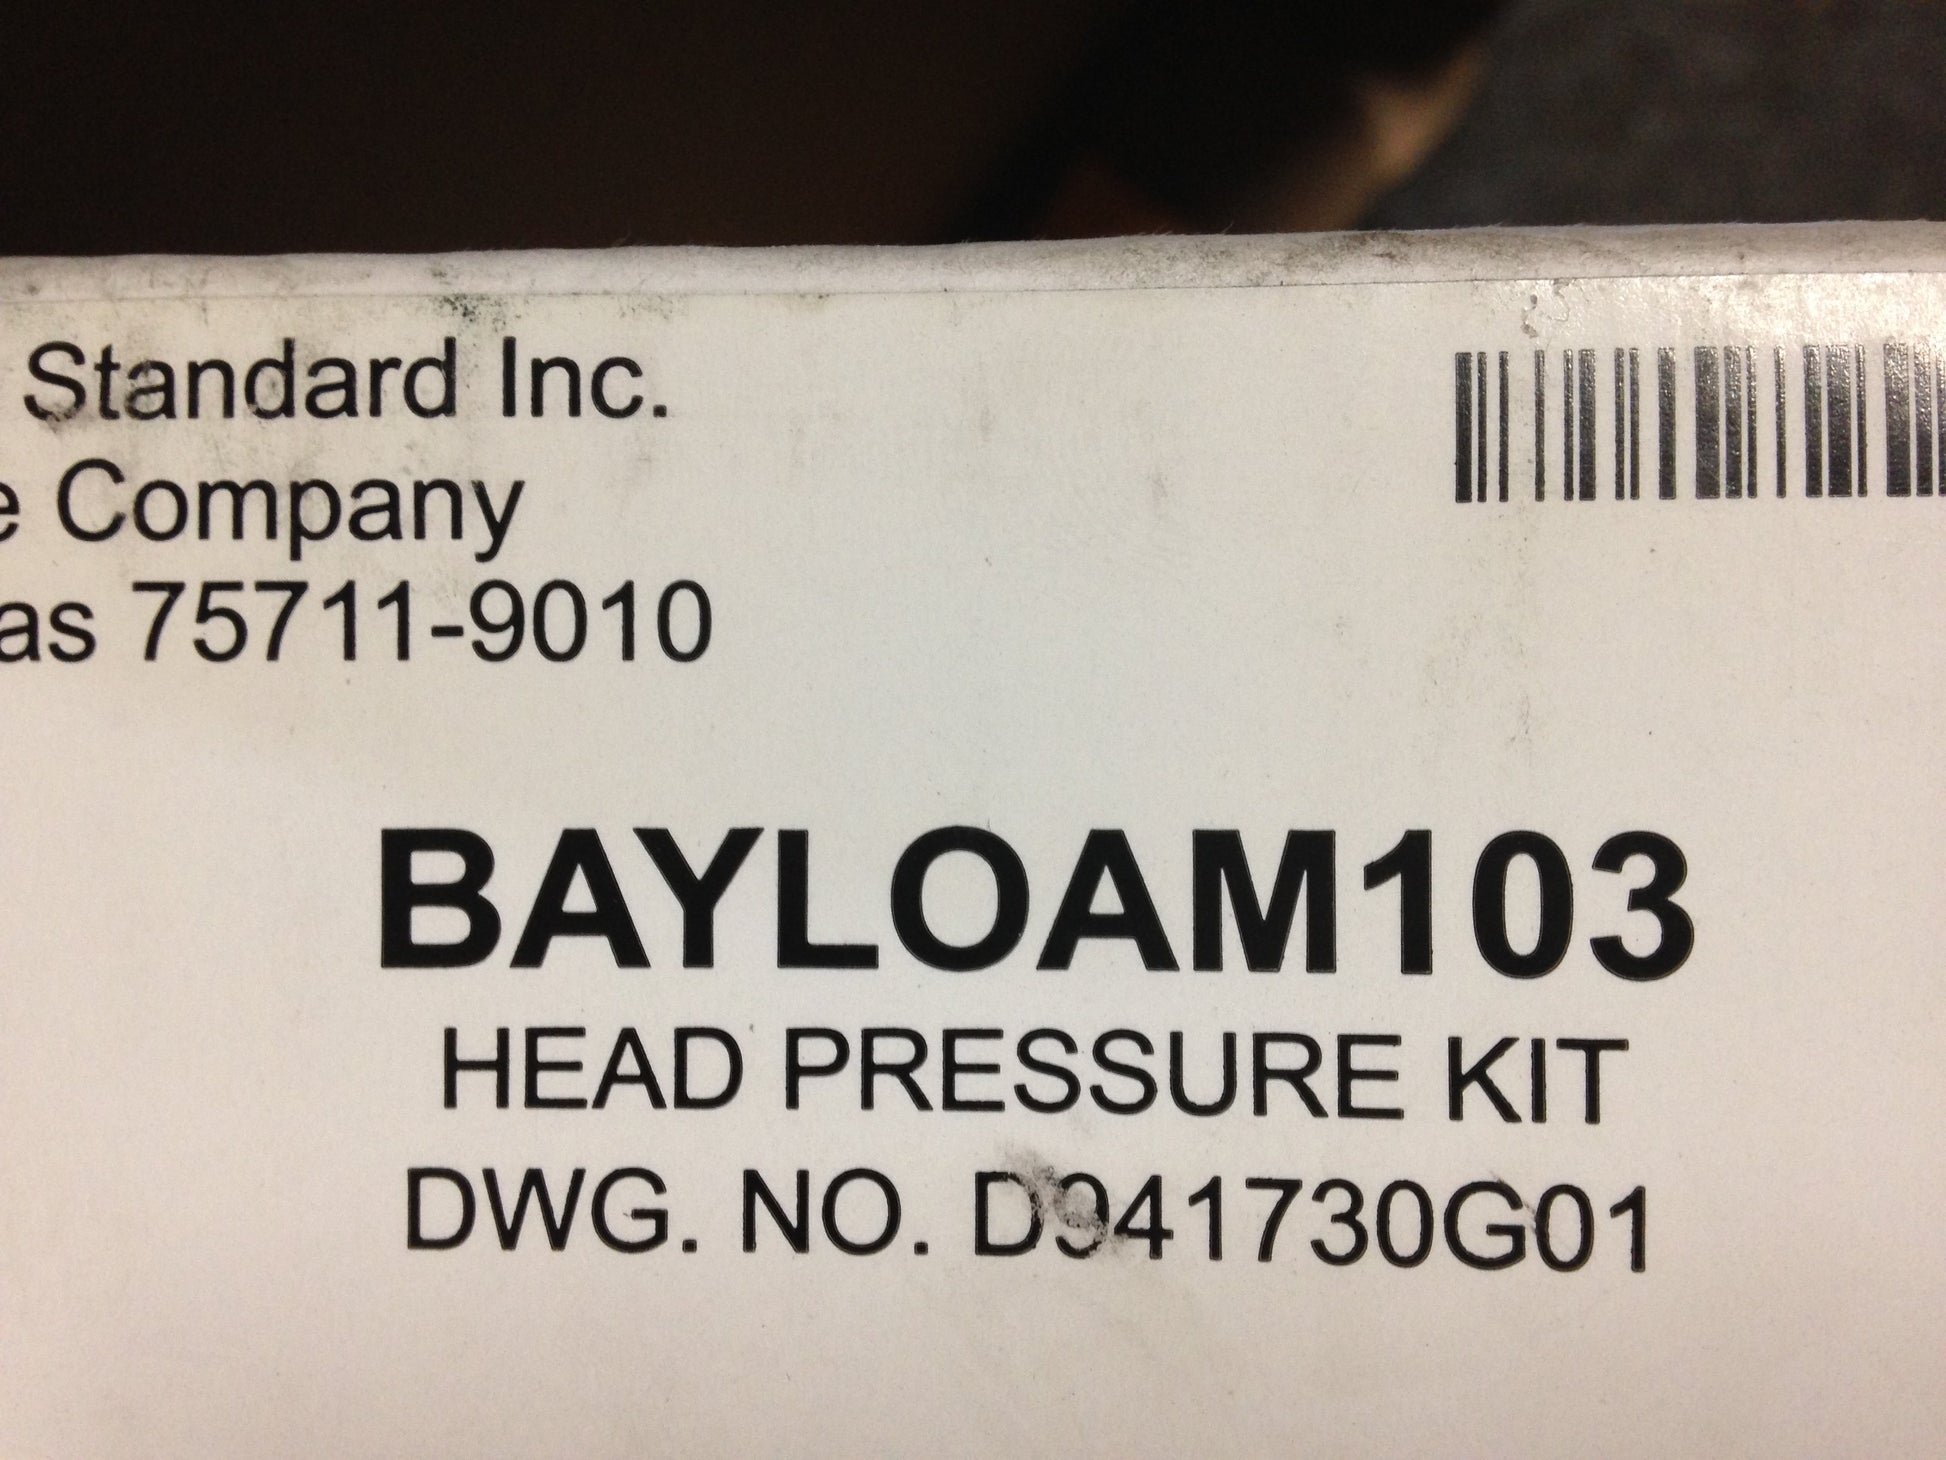 Standard Inc.
e Company
as 75711-9010
BAYLOAM103
HEAD PRESSURE KIT
DWG. NO. D941730G01